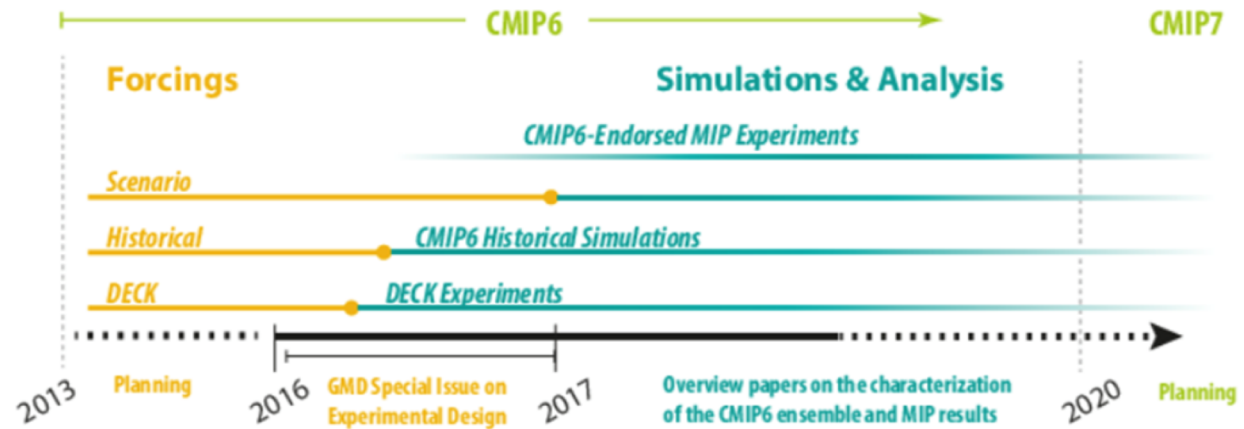 CMIP6
CMIP7
Forcings
Simulations & Analysis
CMIP6-Endorsed MIP Experiments
Scenario
Historical
CMIP6 Historical Simulations
DECK
DECK Experiments
2013
Planning
2016
GMD Special Issue on
Experimental Design
2017
Overview papers on the characterization
of the CMIP6 ensemble and MIP results
2020
Planning